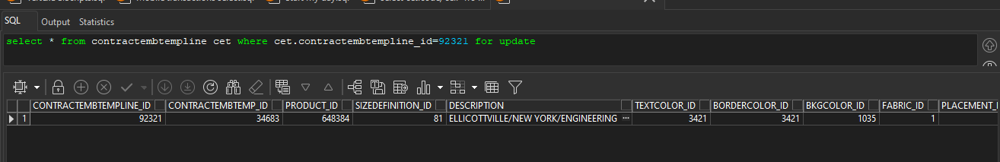 SQL Output Statistics
select * from contractembtempline cet where cet.contractembtempline_id=92321 for update
CONTRACTEMBTEMPLINE_ID CONTRACTEMBTEMP_ID PRODUCT_ID SIZEDEFINITION_ID DESCRIPTION TEXTCOLOR_ID BORDERCOLOR_ID BKGCOLOR_ID FABRIC_ID PLACEMENT_I
1 92321 34683 648384 81 ELLICOTTVILLE/NEW YORK/ENGINEERING ··· 3421 3421 1035 1